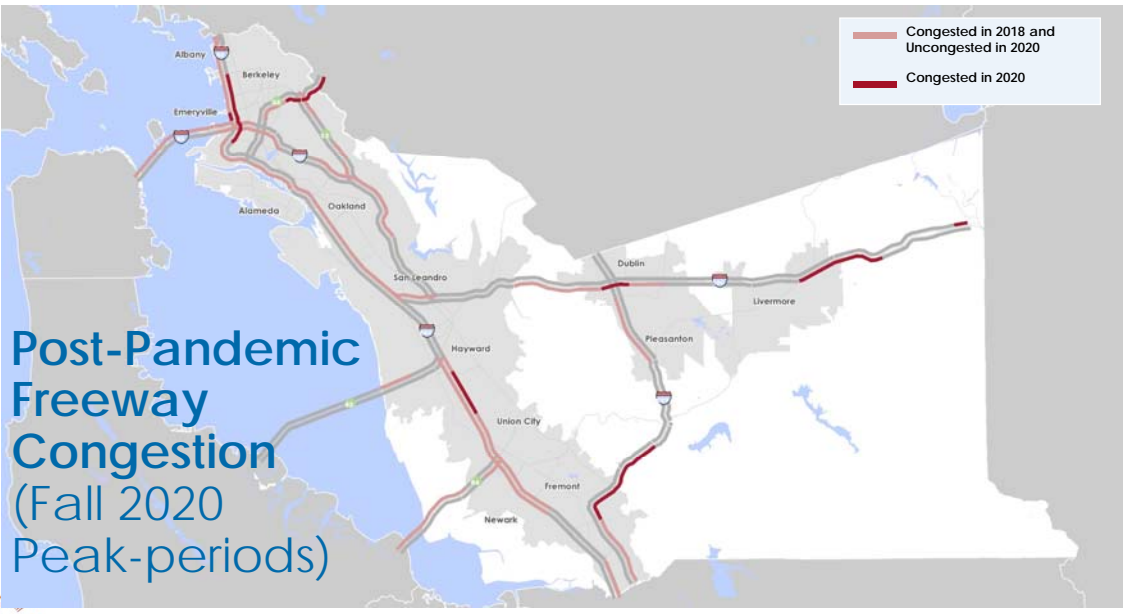 Congested in 2018 and
Uncongested in 2020
Congested in 2020
Albany
Berkeley
Emeryville
Alameda
Oakland
San Leandro
Dublin
Livermore
Pleasanton
Hayward
Union City
Fremont
Newark
Post-Pandemic
Freeway
Congestion
(Fall 2020
Peak-periods)